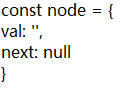 const node = {
val: '',
next: null
}